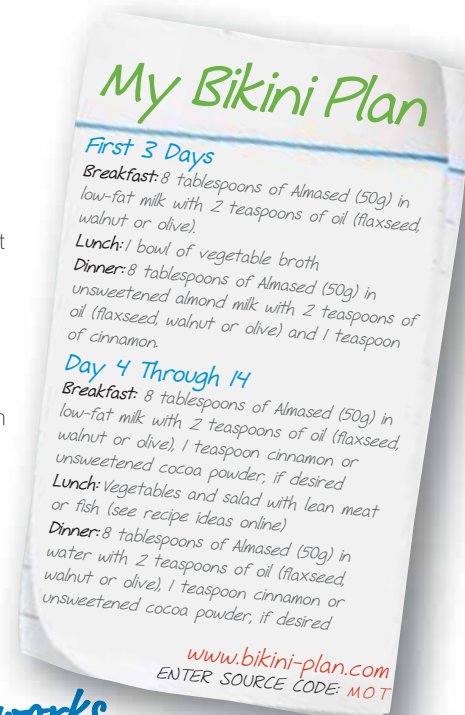 My Bikini Plan
First 3 Days
Breakfast: 8 tablespoons of Almased (50g) in
low-fat milk with 2 teaspoons of oil (flaxseed,
walnut or olive).
Lunch: 1 bowl of vegetable broth
Dinner: 8 tablespoons of Almased (50g) in
unsweetened almond milk with 2 teaspoons of
oil (flaxseed, walnut or olive) and 1 teaspoon
of cinnamon.
Day 4 Through 14
Breakfast: 8 tablespoons of Almased (50g) in
low-fat milk with 2 teaspoons of oil (flaxseed,
walnut or olive), 1 teaspoon cinnamon or
unsweetened cocoa powder, if desired
Lunch: Vegetables and salad with lean meat
or fish (see recipe ideas online)
Dinner: 8 tablespoons of Almased (50g) in
water with 2 teaspoons of oil (flaxseed,
walnut or olive), 1 teaspoon cinnamon or
unsweetened cocoa powder, if desired
www.bikini-plan.com
ENTER SOURCE CODE: MOT